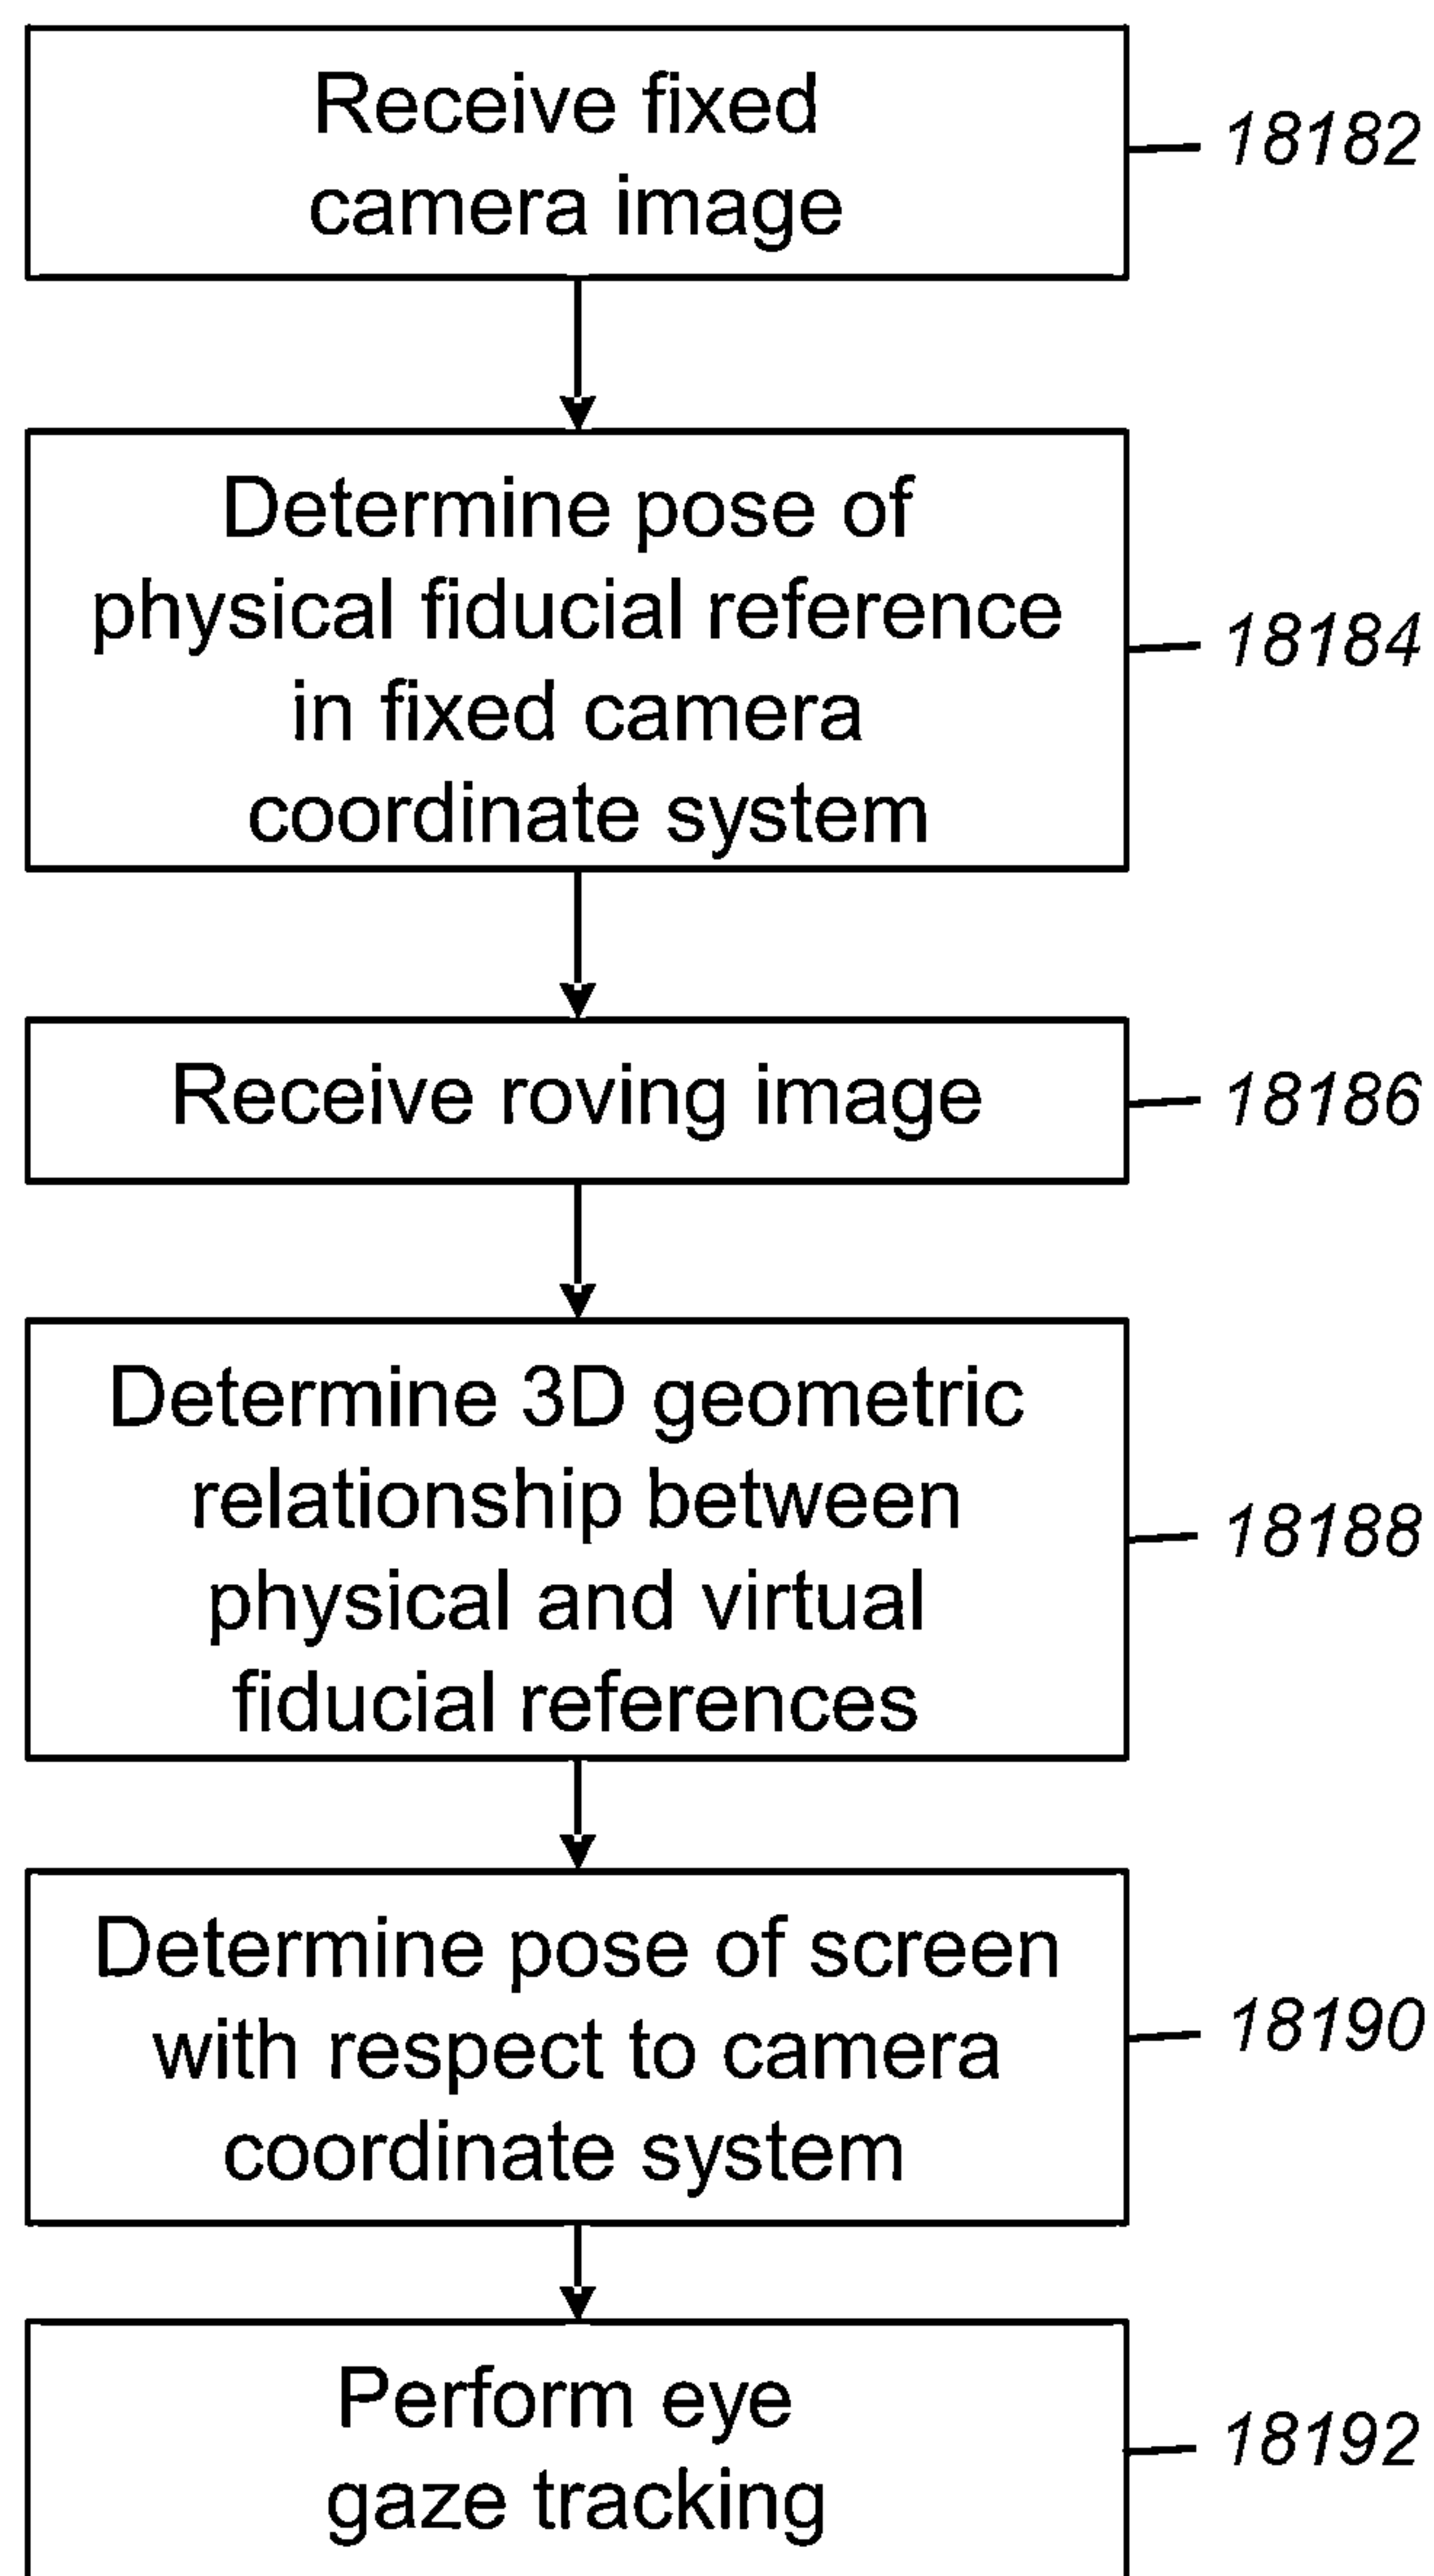 Receive fixed
camera image
18182
Determine pose of
physical fiducial reference
in fixed camera
coordinate system
18184
Receive roving image
18186
Determine 3D geometric
relationship between
physical and virtual
fiducial references
18188
Determine pose of screen
with respect to camera
coordinate system
18190
Perform eye
gaze tracking
18192